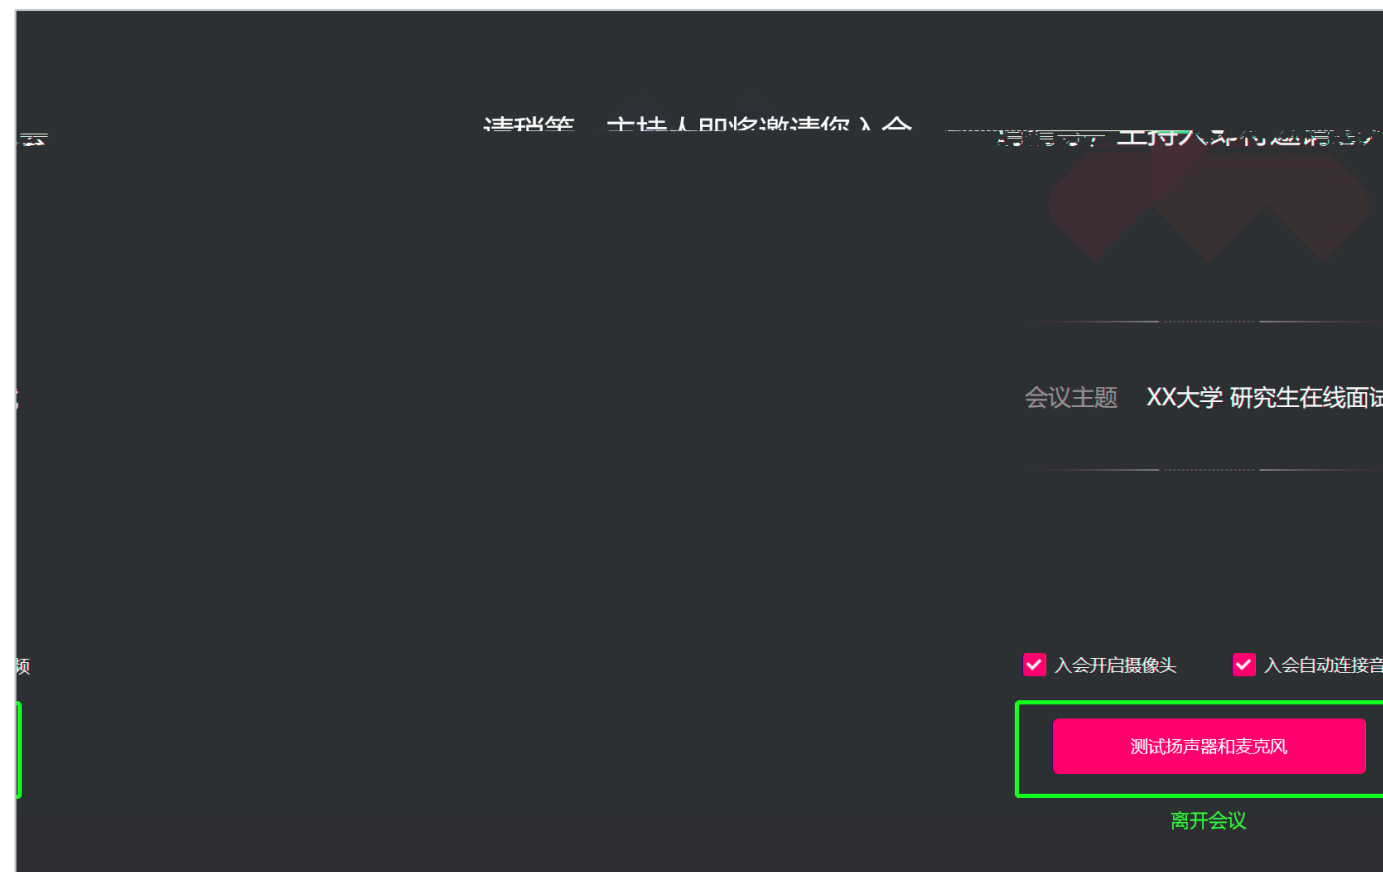 请稍等 主持人即将邀请你入会
会议主题 XX大学 研究生在线面试
入会开启摄像头 入会自动连接音频
测试扬声器和麦克风
离开会议